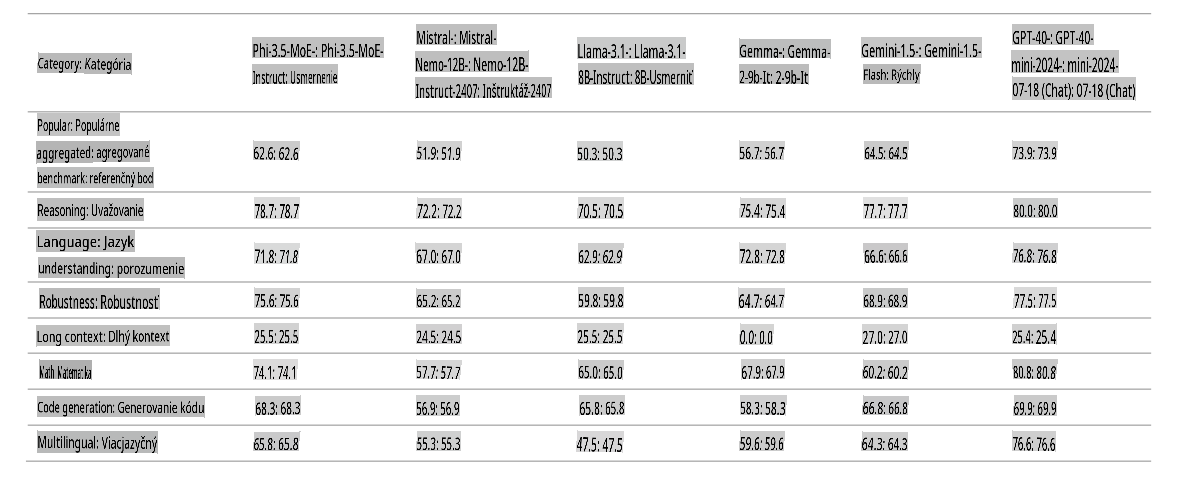 Category: Kategória
Phi-3.5-MoE-: Phi-3.5-MoE-
Instruct: Usmernenie
Mistral-: Mistral-
Nemo-12B-: Nemo-12B-
Instruct-2407: Inštruktáž-2407
Llama-3.1-: Llama-3.1-
8B-Instruct: 8B-Usmerniť
Gemma-: Gemma-
2-9b-It: 2-9b-It
Gemini-1.5-: Gemini-1.5-
Flash: Rýchly
GPT-40-: GPT-40-
mini-2024-: mini-2024-
07-18 (Chat): 07-18 (Chat)
Popular: Populárne
aggregated: agregované
benchmark: referenčný bod
62.6: 62.6
51.9: 51.9
50.3: 50.3
56.7: 56.7
64.5: 64.5
73.9: 73.9
Reasoning: Uvažovanie
78.7: 78.7
72.2: 72.2
70.5: 70.5
75.4: 75.4
77.7: 77.7
80.0: 80.0
Language: Jazyk
understanding: porozumenie
71.8: 71.8
67.0: 67.0
62.9: 62.9
72.8: 72.8
66.6: 66.6
76.8: 76.8
Robustness: Robustnosť
75.6: 75.6
65.2: 65.2
59.8: 59.8
64.7: 64.7
68.9: 68.9
77.5: 77.5
Long context: Dlhý kontext
25.5: 25.5
24.5: 24.5
25.5: 25.5
0.0: 0.0
27.0: 27.0
25.4: 25.4
Math: Matematika
74.1: 74.1
57.7: 57.7
65.0: 65.0
67.9: 67.9
60.2: 60.2
80.8: 80.8
Code generation: Generovanie kódu
68.3: 68.3
56.9: 56.9
65.8: 65.8
58.3: 58.3
66.8: 66.8
69.9: 69.9
Multilingual: Viacjazyčný
65.8: 65.8
55.3: 55.3
47.5: 47.5
59.6: 59.6
64.3: 64.3
76.6: 76.6